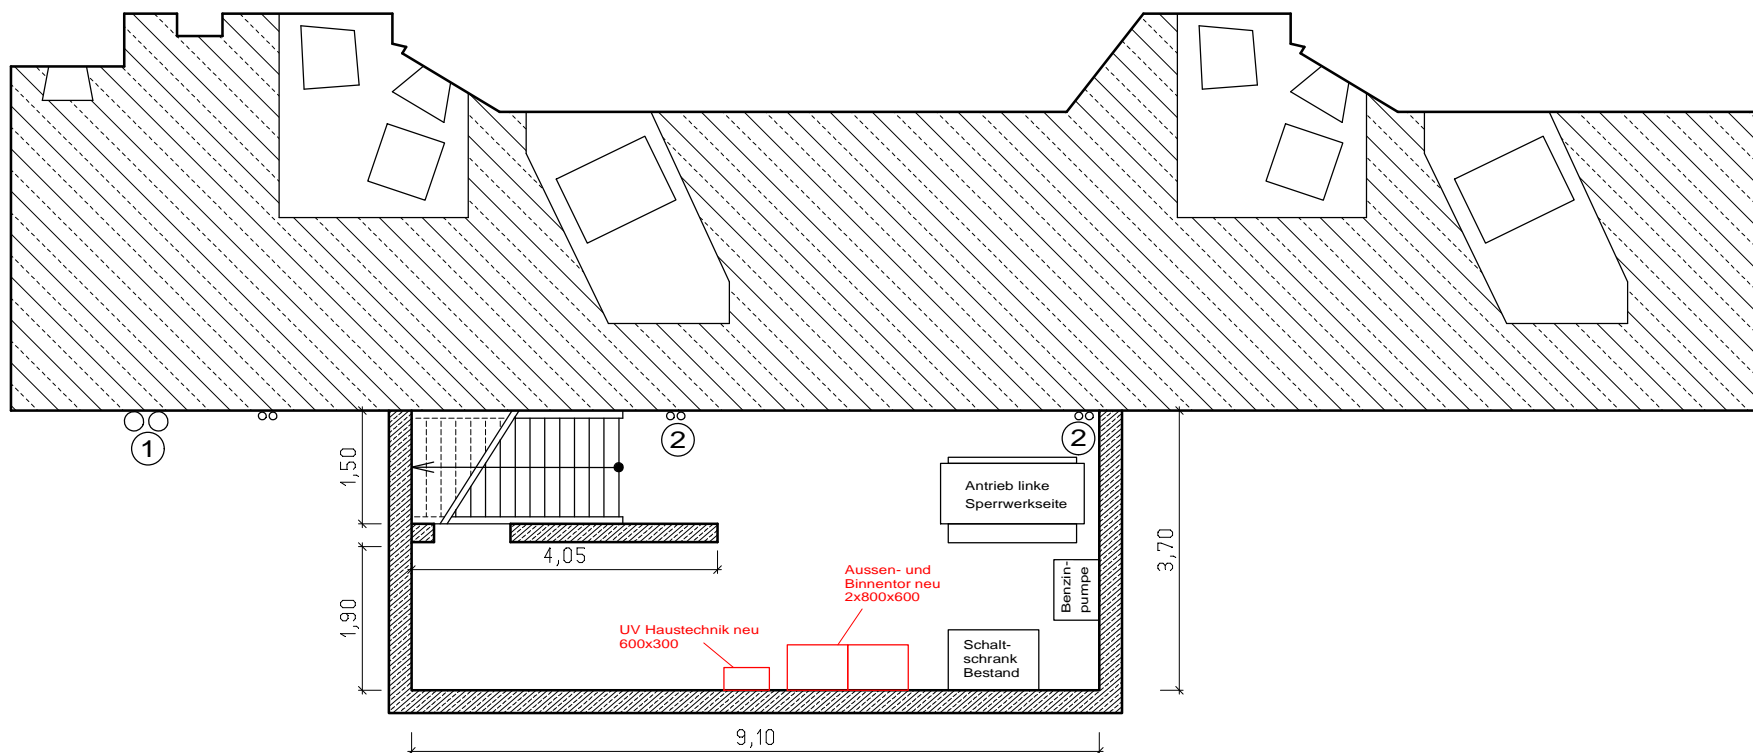 1
2
2
1,50
Antrieb linke
Sperrwerkseite
4,05
3,70
Aussen- und
Binnentor neu
2x800x600
Benzin-
pumpe
1,90
UV Haustechnik neu
600x300
Schalt-
schrank
Bestand
9,10